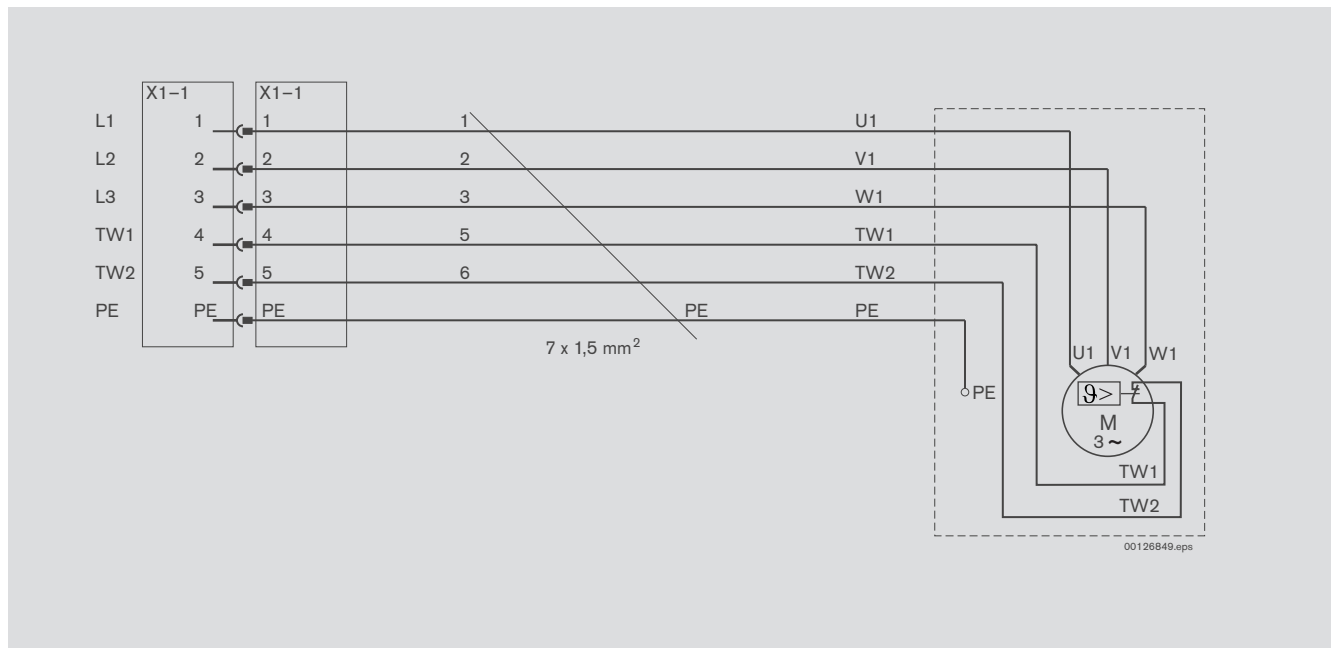 X1-1 X1-1
L1 1 1 1 U1
L2 2 2 2 V1
L3 3 3 3 W1
TW1 4 4 5 TW1
TW2 5 5 6 TW2
PE PE PE PE PE
7 x 1,5 mm²
U1 V1 W1
ϑ>
PE
M
3~
TW1
TW2
00126849.eps